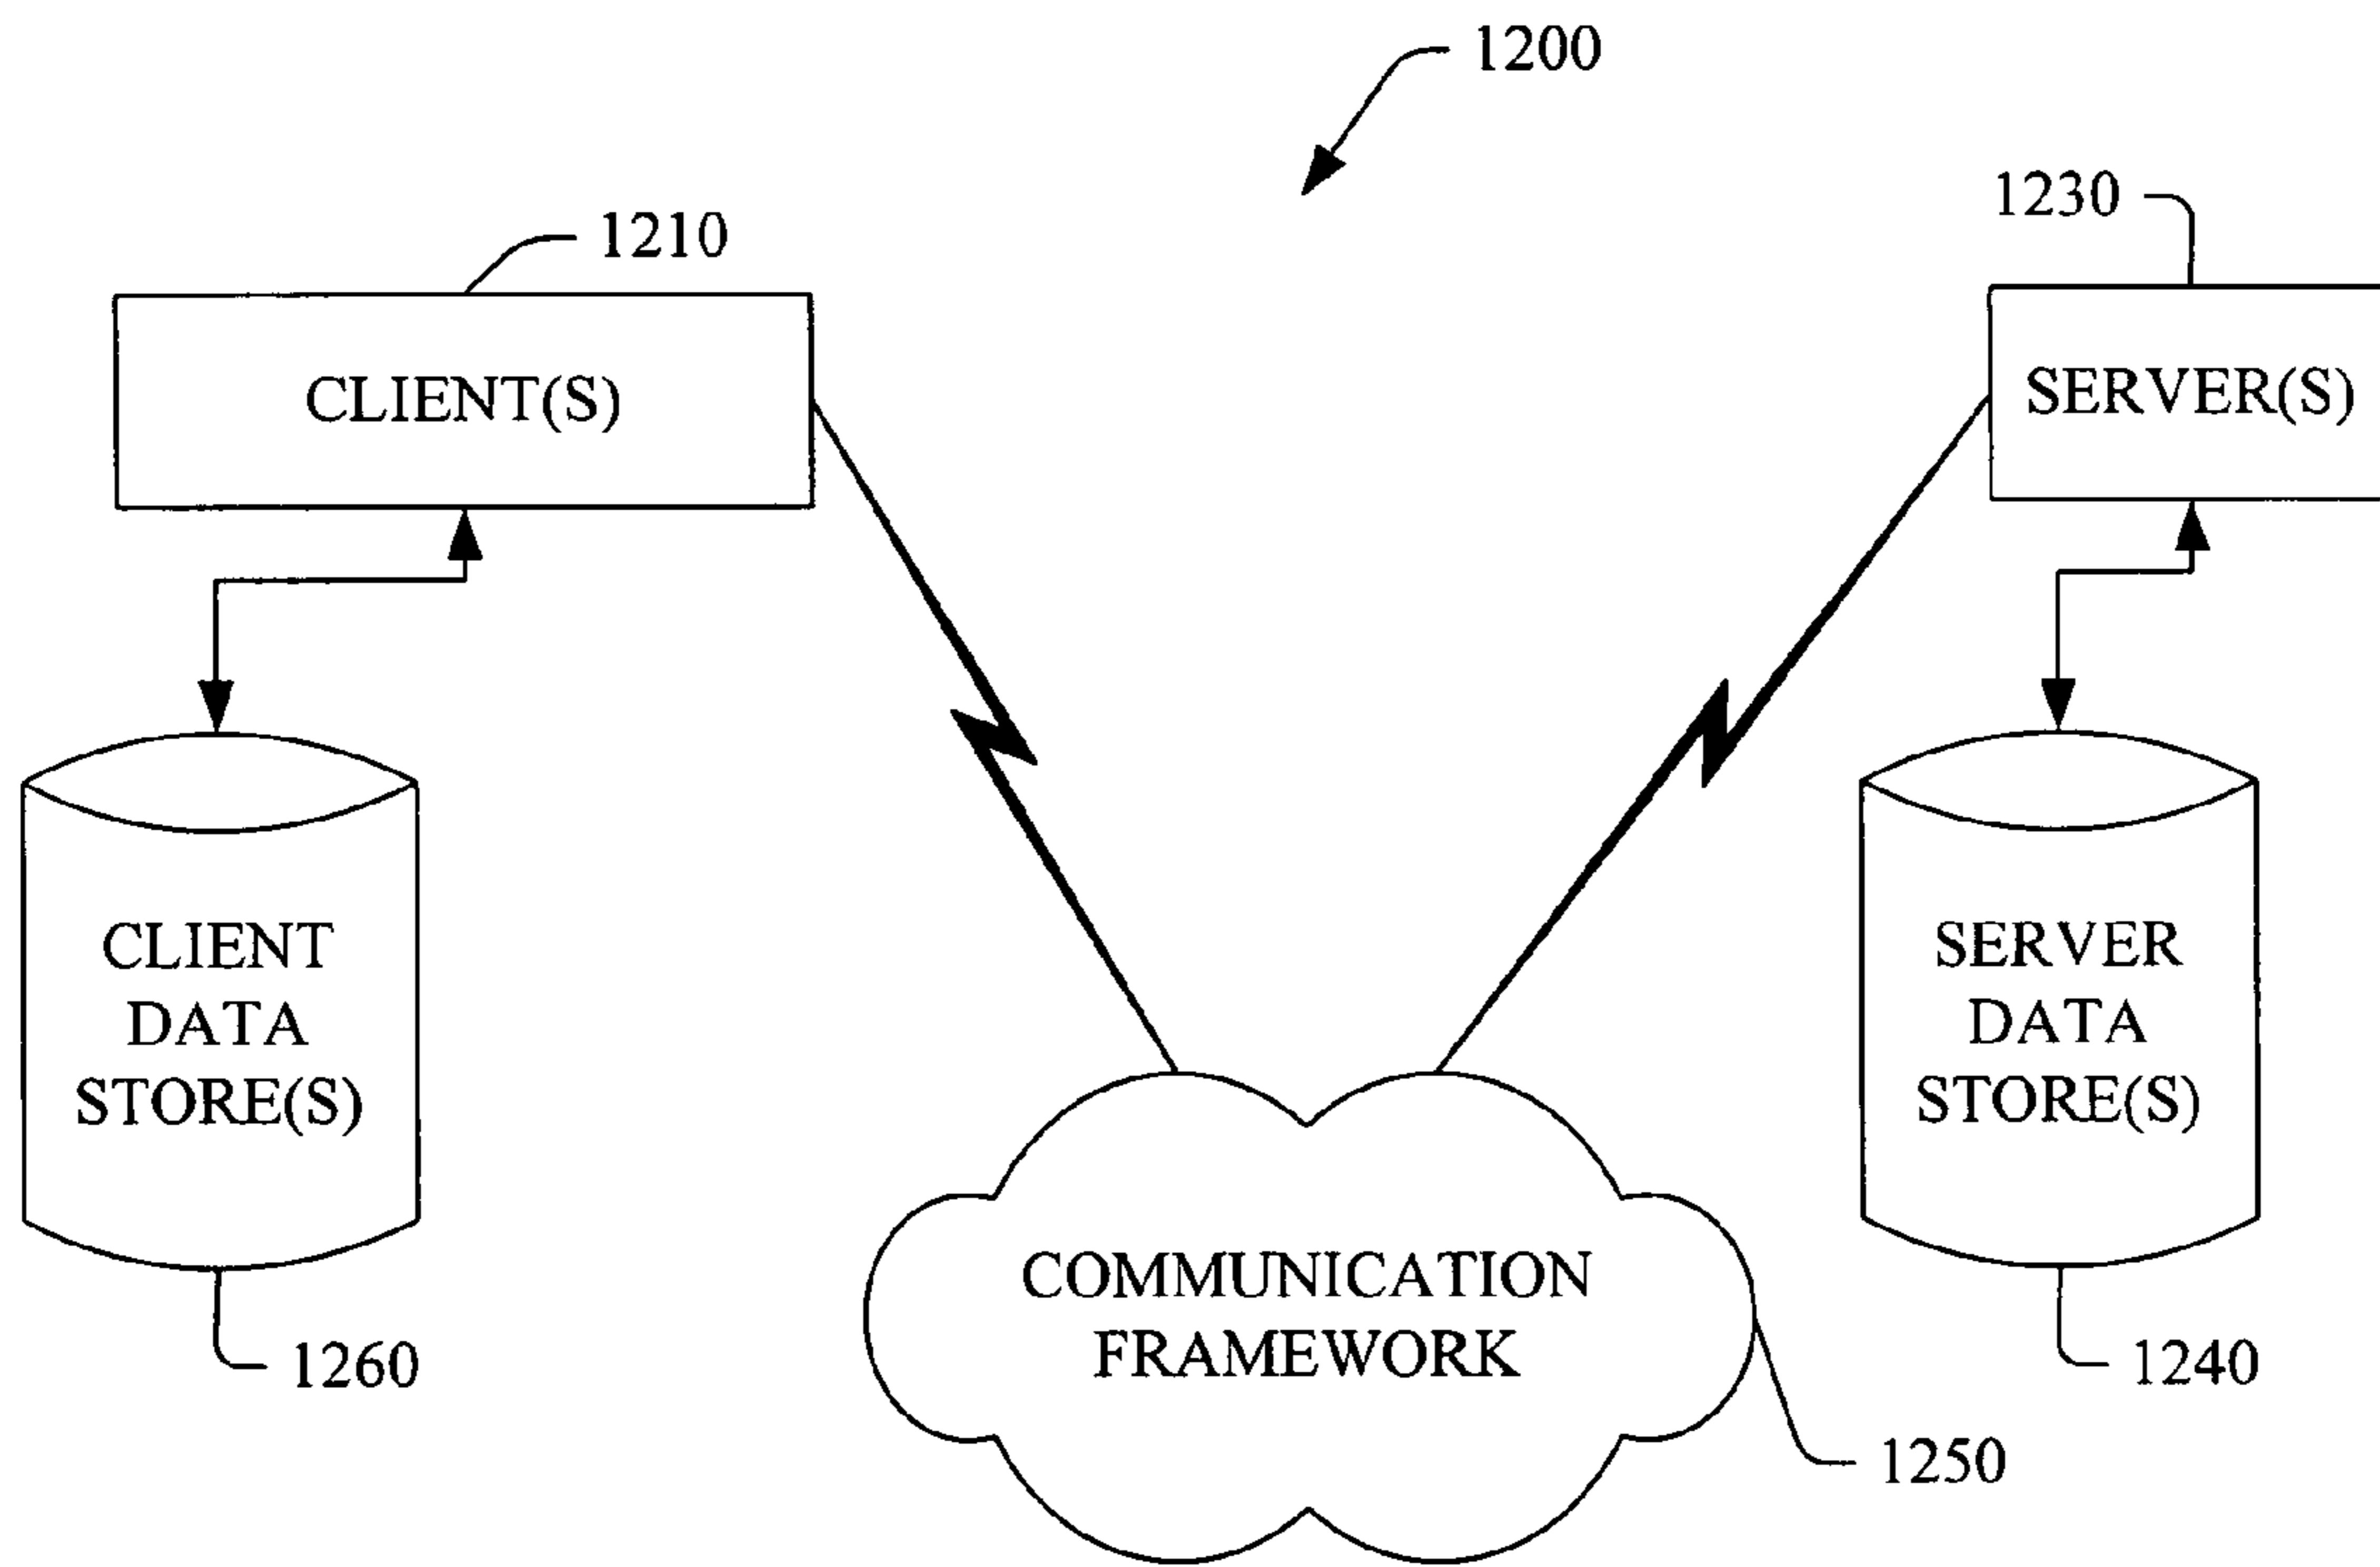 1200
1210
1230
CLIENT(S)
SERVER(S)
CLIENT
DATA
STORE(S)
SERVER
DATA
STORE(S)
COMMUNICATION
FRAMEWORK
1260
1240
1250